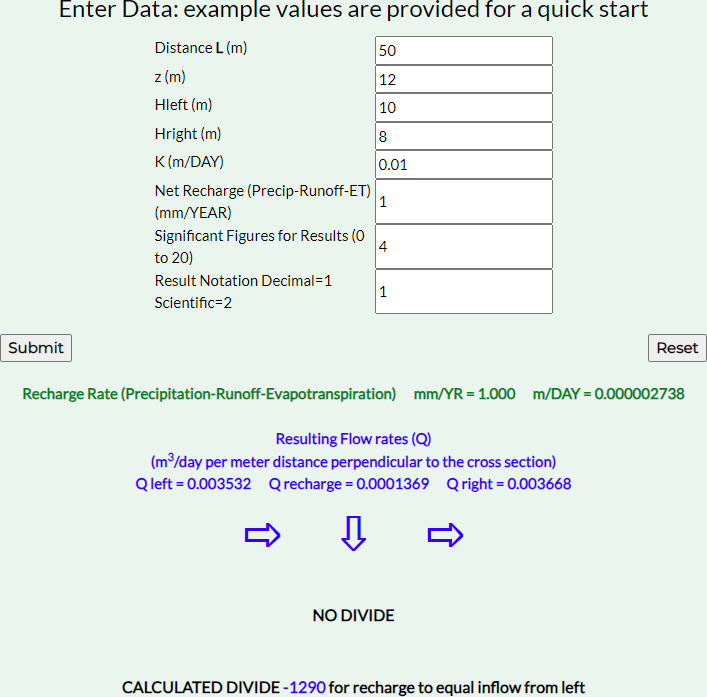 Enter Data: example values are provided for a quick start
Distance L (m) 50
z (m) 12
Hleft (m) 10
Hright (m) 8
K (m/DAY) 0.01
Net Recharge (Precip-Runoff-ET)
(mm/YEAR) 1
Significant Figures for Results (0
to 20) 4
Result Notation Decimal=1
Scientific=2 1
Submit Reset
Recharge Rate (Precipitation-Runoff-Evapotranspiration) mm/YR = 1.000 m/DAY = 0.000002738
Resulting Flow rates (Q)
(m³/day per meter distance perpendicular to the cross section)
Q left = 0.003532 Q recharge = 0.0001369 Q right = 0.003668
NO DIVIDE
CALCULATED DIVIDE -1290 for recharge to equal inflow from left